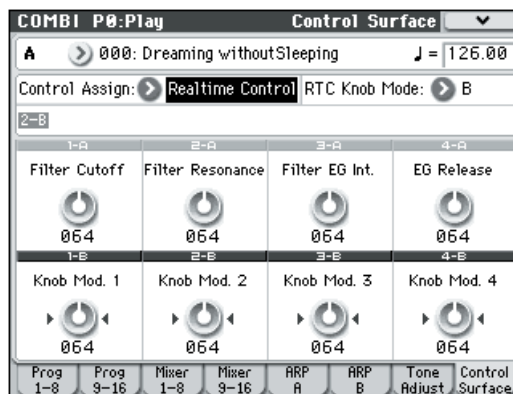 COMBI P0:Play Control Surface
A 000: Dreaming withoutSleeping ♩= 126.00
Control Assign: Realtime Control RTC Knob Mode: B
2-B
1-A 2-A 3-A 4-A
Filter Cutoff Filter Resonance Filter EG Int. EG Release
064 064 064 064
1-B 2-B 3-B 4-B
Knob Mod. 1 Knob Mod. 2 Knob Mod. 3 Knob Mod. 4
064 064 064 064
Prog Prog Mixer Mixer ARP ARP Tone Control
1-8 9-16 1-8 9-16 A B Adjust Surface